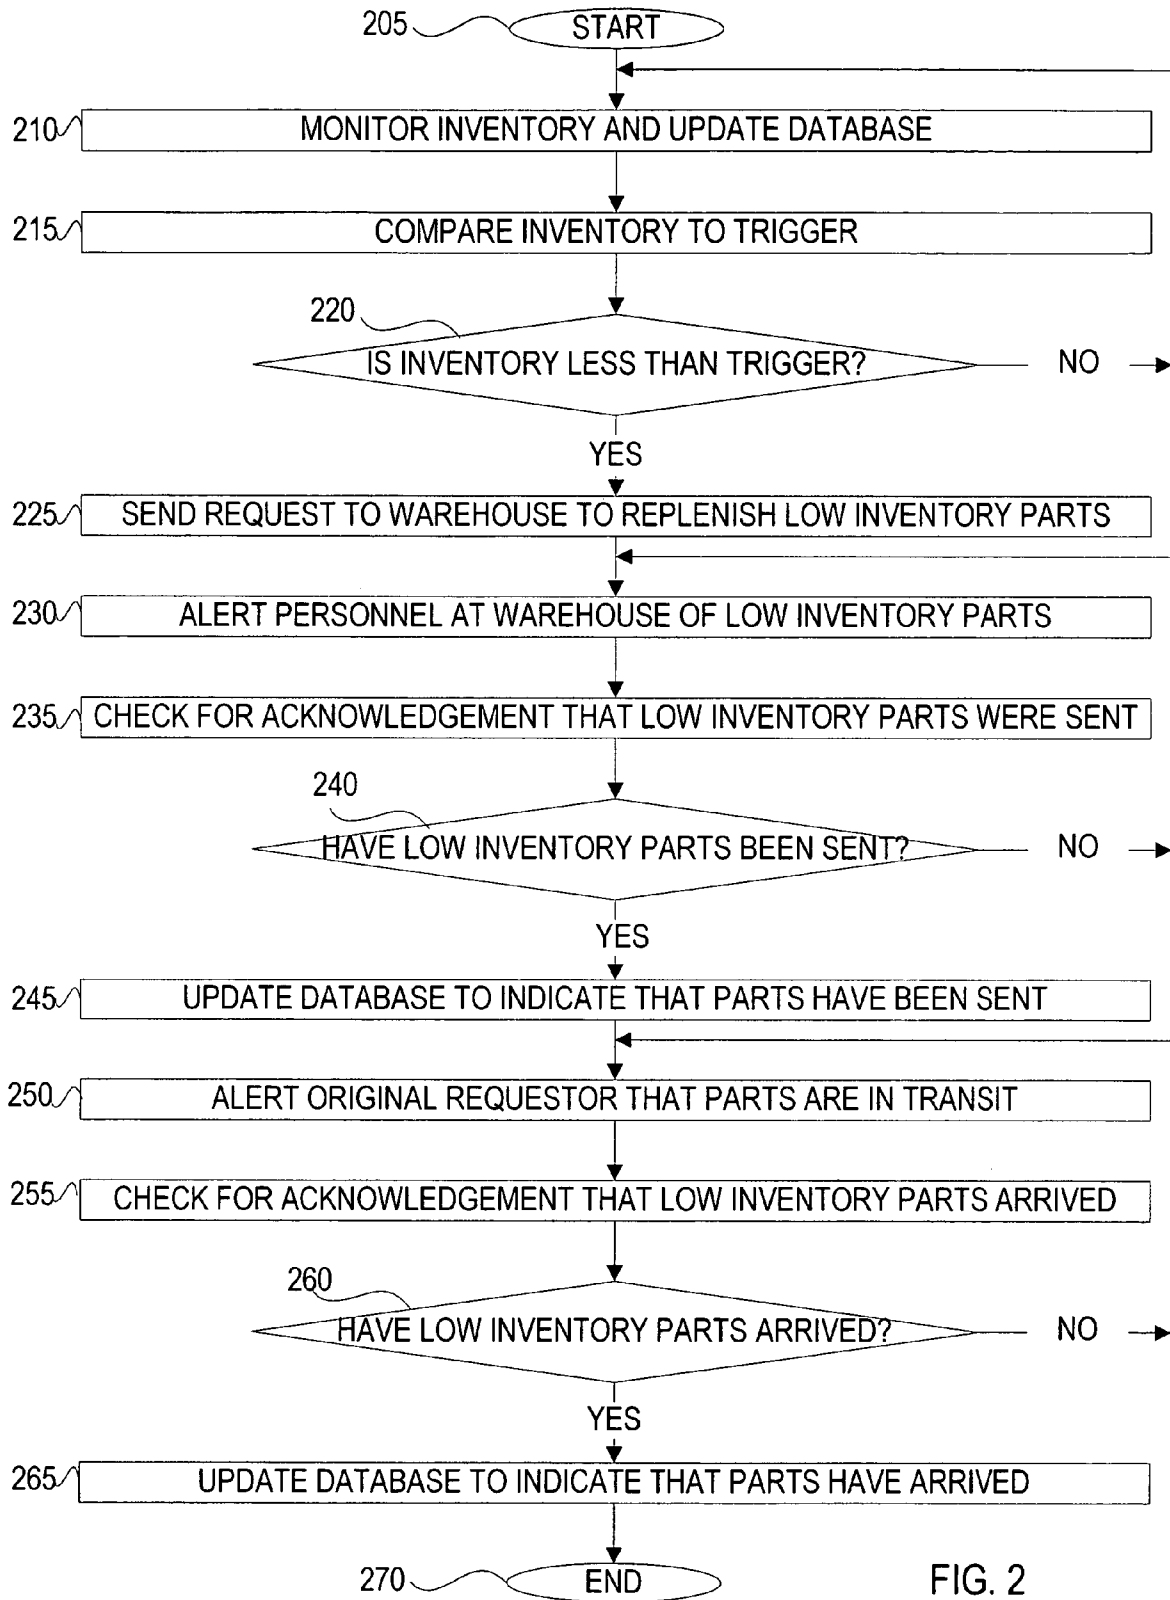 205
START
210
MONITOR INVENTORY AND UPDATE DATABASE
215
COMPARE INVENTORY TO TRIGGER
220
IS INVENTORY LESS THAN TRIGGER?
NO
YES
225
SEND REQUEST TO WAREHOUSE TO REPLENISH LOW INVENTORY PARTS
230
ALERT PERSONNEL AT WAREHOUSE OF LOW INVENTORY PARTS
235
CHECK FOR ACKNOWLEDGEMENT THAT LOW INVENTORY PARTS WERE SENT
240
HAVE LOW INVENTORY PARTS BEEN SENT?
NO
YES
245
UPDATE DATABASE TO INDICATE THAT PARTS HAVE BEEN SENT
250
ALERT ORIGINAL REQUESTOR THAT PARTS ARE IN TRANSIT
255
CHECK FOR ACKNOWLEDGEMENT THAT LOW INVENTORY PARTS ARRIVED
260
HAVE LOW INVENTORY PARTS ARRIVED?
NO
YES
265
UPDATE DATABASE TO INDICATE THAT PARTS HAVE ARRIVED
270
END
FIG. 2